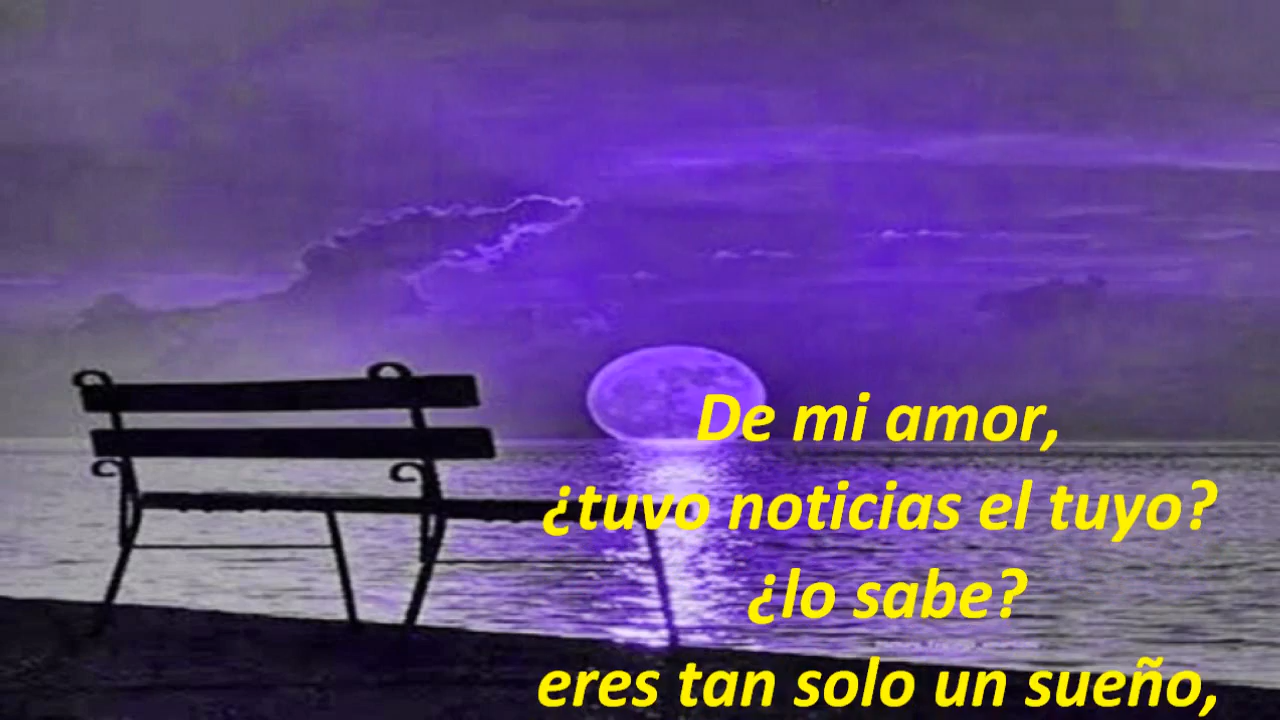 De mi amor,
¿tuvo noticias el tuyo?
¿lo sabe?
eres tan solo un sueño,